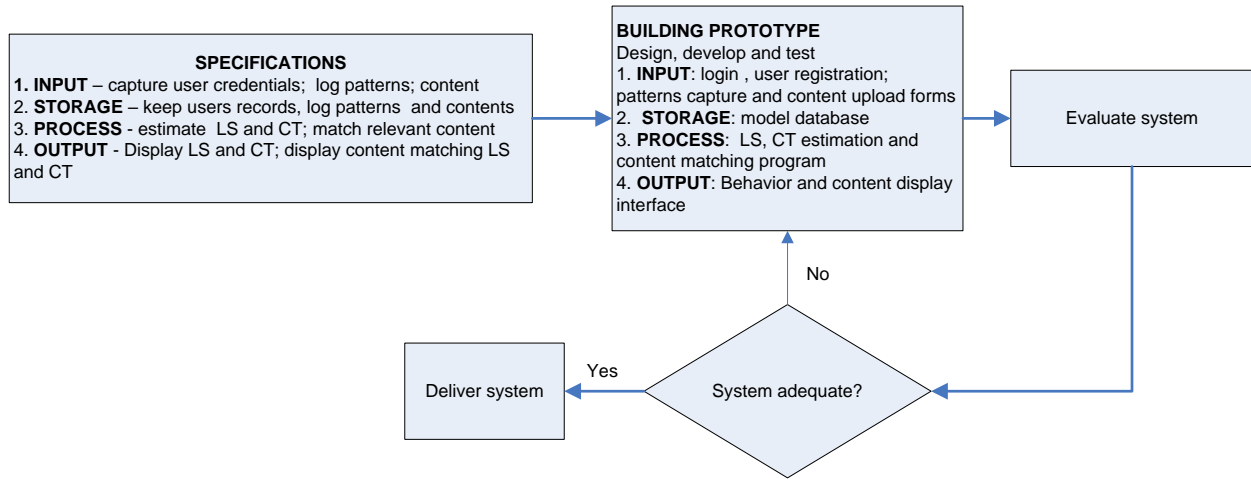 SPECIFICATIONS
1. INPUT – capture user credentials; log patterns; content
2. STORAGE – keep users records, log patterns and contents
3. PROCESS - estimate LS and CT; match relevant content
4. OUTPUT - Display LS and CT; display content matching LS
and CT
BUILDING PROTOTYPE
Design, develop and test
1. INPUT: login , user registration;
patterns capture and content upload forms
2. STORAGE: model database
3. PROCESS: LS, CT estimation and
content matching program
4. OUTPUT: Behavior and content display
interface
Evaluate system
No
System adequate?
Yes
Deliver system